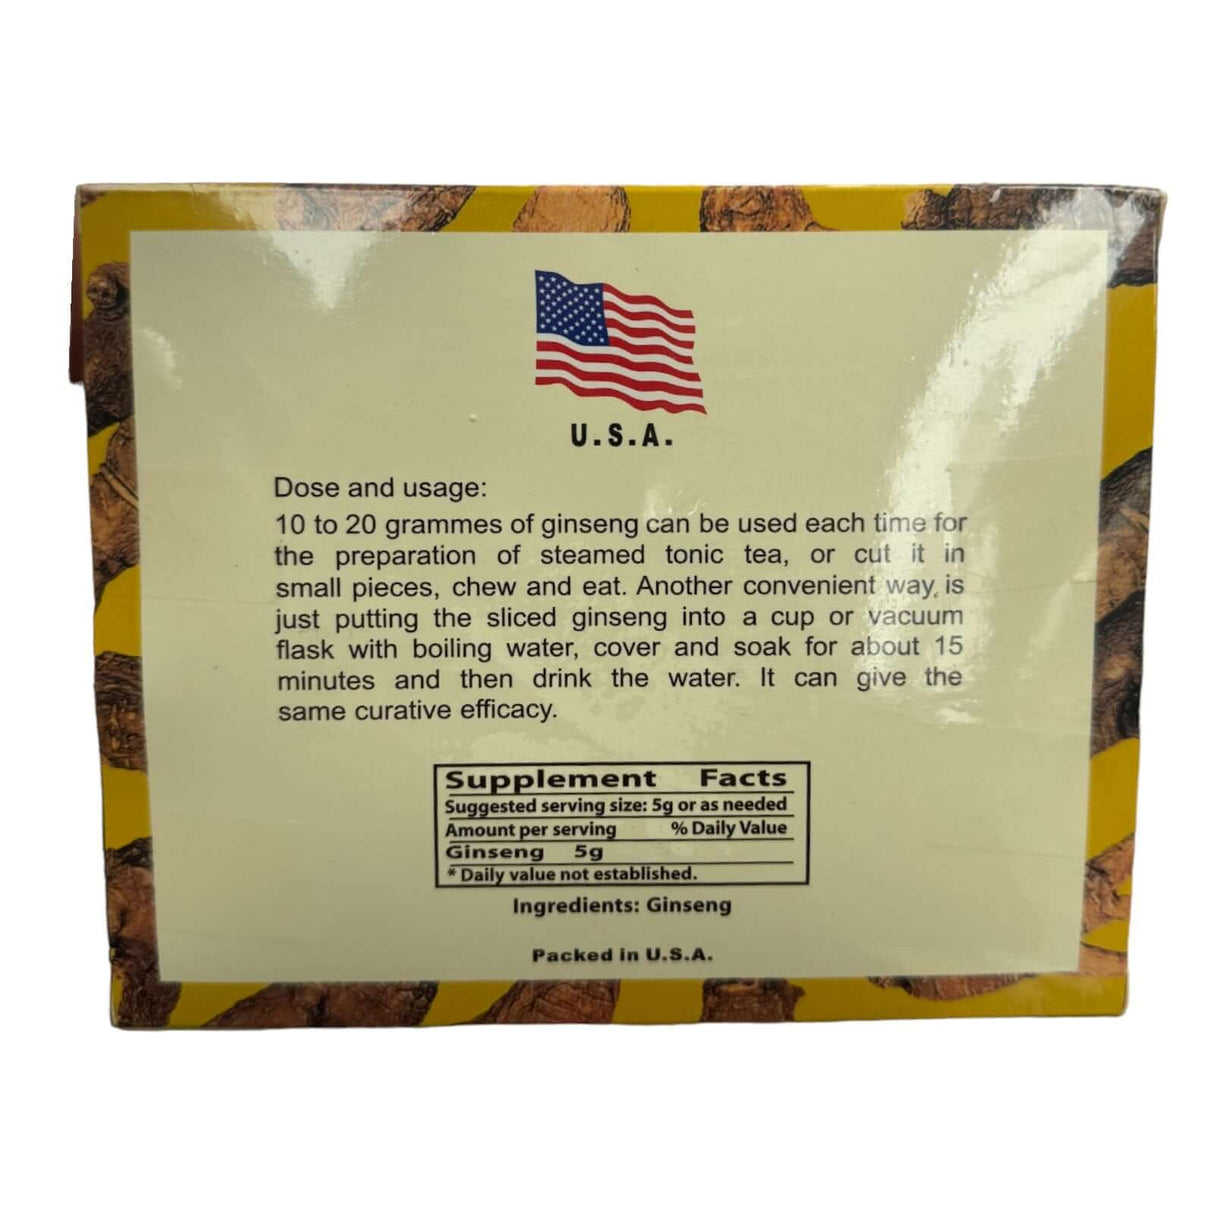 U.S.A.
Dose and usage:
10 to 20 grammes of ginseng can be used each time for
the preparation of steamed tonic tea, or cut it in
small pieces, chew and eat. Another convenient way, is
just putting the sliced ginseng into a cup or vacuum
flask with boiling water, cover and soak for about 15
minutes and then drink the water. It can give the
same curative efficacy.
Supplement Facts
Suggested serving size: 5g or as needed
Amount per serving % Daily Value
Ginseng 5g
* Daily value not established.
Ingredients: Ginseng
Packed in U.S.A.